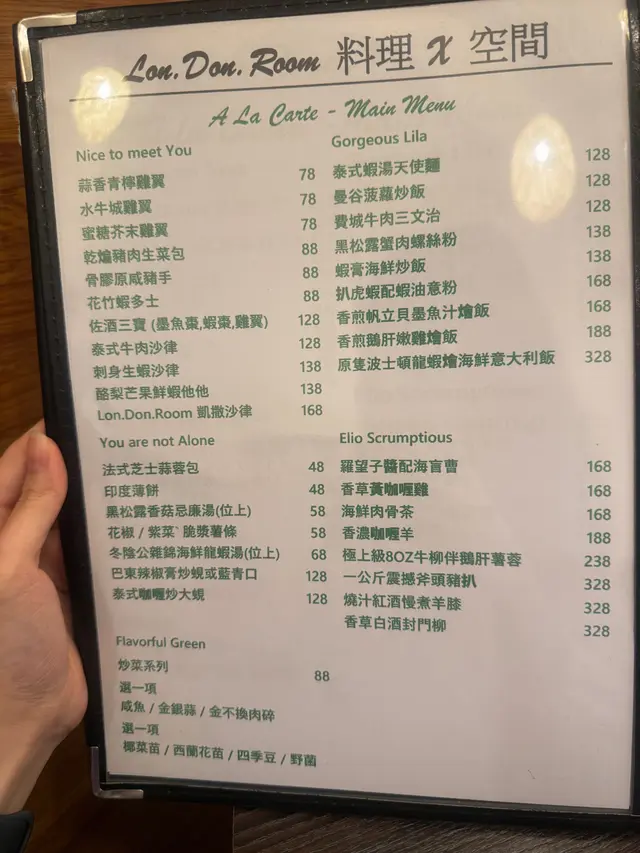 Lon.Don.Room 料理 X 空間
A La Carte - Main Menu
Nice to meet You
蒜香青檸雞翼 78
水牛城雞翼 78
蜜糖芥末雞翼 78
乾煸豬肉生菜包 88
骨膠原咸豬手 88
花竹蝦多士 88
佐酒三寶 (墨魚棗,蝦棗,雞翼) 128
泰式牛肉沙律 128
刺身生蝦沙律 138
酪梨芒果鮮蝦他他 138
Lon.Don.Room 凱撒沙律 168
You are not Alone
法式芝士蒜蓉包 48
印度薄餅 48
黑松露香菇忌廉湯(位上) 58
花椒 / 紫菜` 脆漿薯條 58
冬陰公雜錦海鮮龍蝦湯(位上) 68
巴東辣椒膏炒蜆或藍青口 128
泰式咖喱炒大蜆 128
Flavorful Green
炒菜系列 88
選一項
咸魚 / 金銀蒜 / 金不換肉碎
選一項
椰菜苗 / 西蘭花苗 / 四季豆 / 野菌
Gorgeous Lila
泰式蝦湯天使麵 128
曼谷菠蘿炒飯 128
費城牛肉三文治 128
黑松露蟹肉螺絲粉 138
蝦膏海鮮炒飯 138
扒虎蝦配蝦油意粉 168
香煎帆立貝墨魚汁燴飯 168
香煎鵝肝嫩雞燴飯 188
原隻波士頓龍蝦燴海鮮意大利飯 328
Elio Scrumptious
羅望子醬配海盲曹 168
香草黃咖喱雞 168
海鮮肉骨茶 168
香濃咖喱羊 188
極上級8OZ牛柳伴鵝肝薯蓉 238
一公斤震撼斧頭豬扒 328
燒汁紅酒慢煮羊膝 328
香草白酒封門柳 328